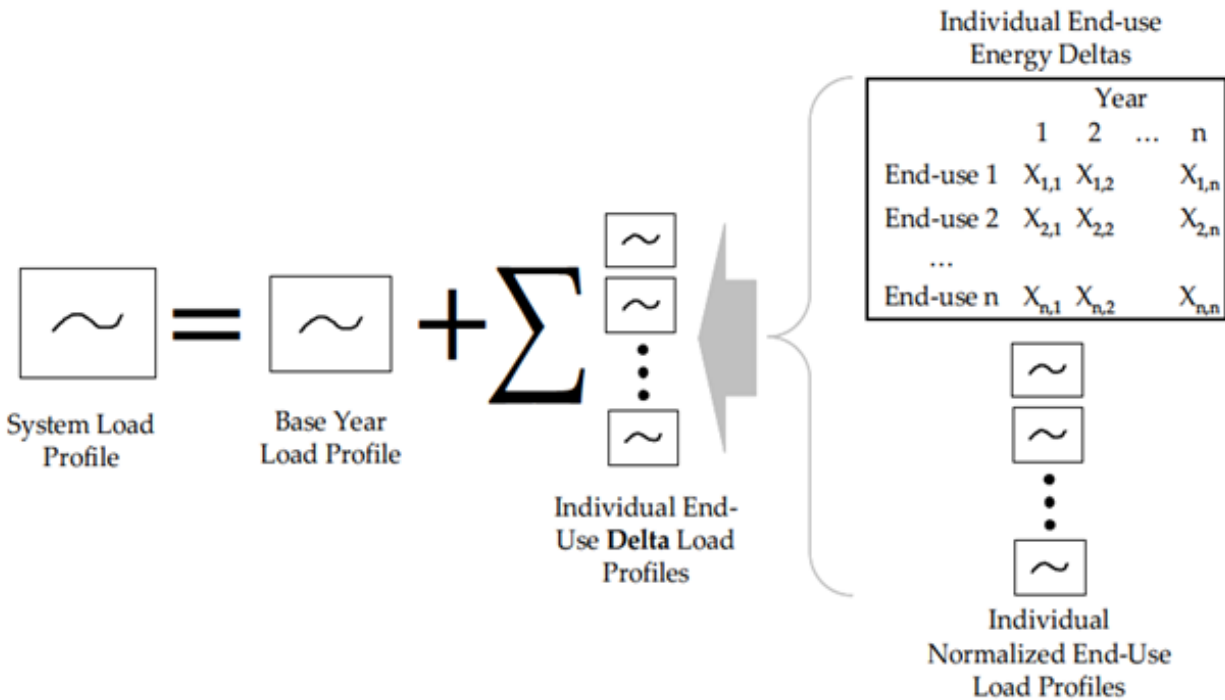 Individual End-use
Energy Deltas
Year
1 2 ... n
End-use 1 X1,1 X1,2 X1,n
End-use 2 X2,1 X2,2 X2,n
...
End-use n Xn,1 Xn,2 Xn,n
= + ∑
System Load
Profile
Base Year
Load Profile
Individual End-
Use Delta Load
Profiles
Individual
Normalized End-Use
Load Profiles